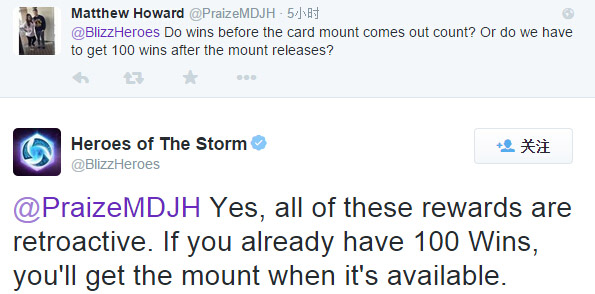 Matthew Howard @PraizeMDJH · 5小时
@BlizzHeroes Do wins before the card mount comes out count? Or do we have
to get 100 wins after the mount releases?
Heroes of The Storm
@BlizzHeroes
关注
@PraizeMDJH Yes, all of these rewards are
retroactive. If you already have 100 Wins,
you'll get the mount when it's available.